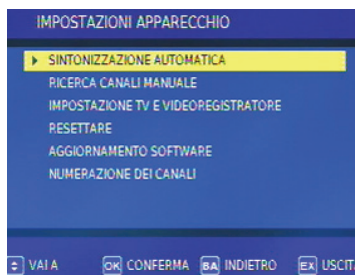 IMPOSTAZIONI APPARECCHIO
SINTONIZZAZIONE AUTOMATICA
RICERCA CANALI MANUALE
IMPOSTAZIONE TV E VIDEOREGISTRATORE
RESETTARE
AGGIORNAMENTO SOFTWARE
NUMERAZIONE DEI CANALI
VAI A OK CONFERMA BA INDIETRO EX USCIT